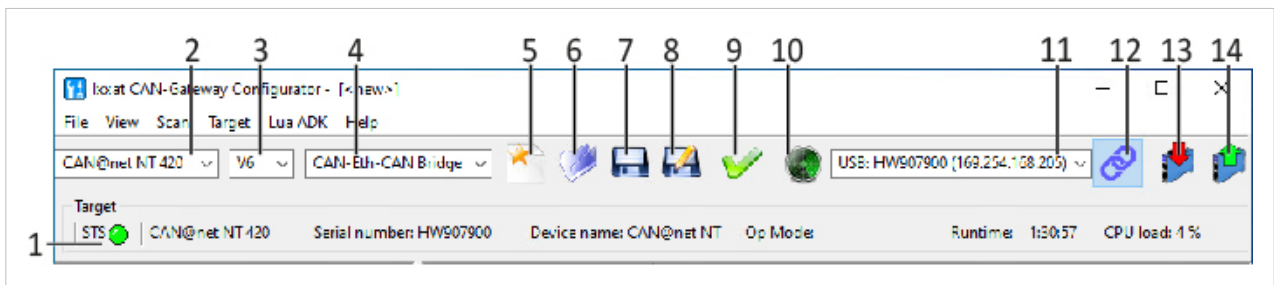 2 3 4 5 6 7 8 9 10 11 12 13 14
Ixxat CAN-Gateway Configurator - [<new>]
File View Scan Target Lua ADK Help
CAN@net NT 420 V6 CAN-Eth-CAN Bridge USB: HW907900 (169.254.168.205)
Target
1 STS CAN@net NT 420 Serial number: HW907900 Device name: CAN@net NT Op Mode: Runtime: 1:30:57 CPU load: 4 %